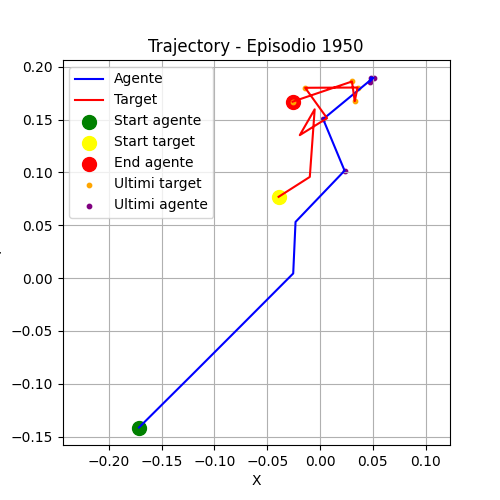 Trajectory - Episodio 1950
Agente
Target
Start agente
Start target
End agente
Ultimi target
Ultimi agente
0.20
0.15
0.10
0.05
0.00
−0.05
−0.10
−0.15
−0.20
−0.15
−0.10
−0.05
0.00
0.05
0.10
X